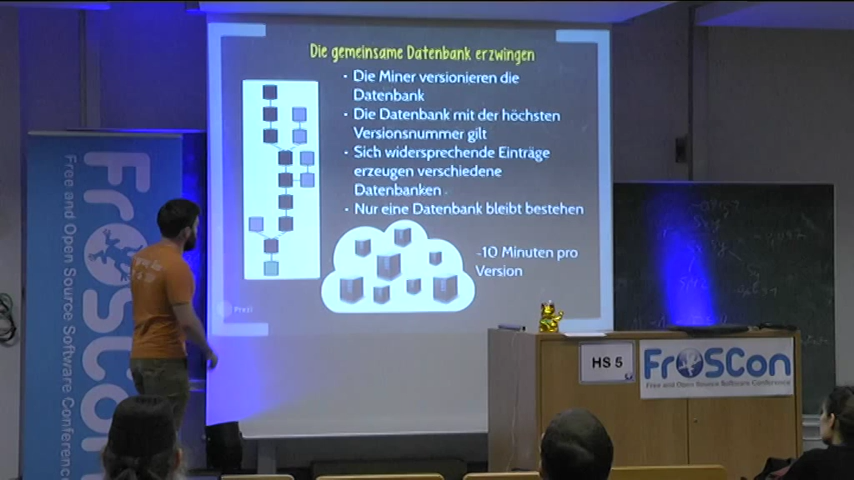 Die gemeinsame Datenbank erzwingen
- Die Miner versionieren die
Datenbank
- Die Datenbank mit der höchsten
Versionsnummer gilt
- Sich widersprechende Einträge
erzeugen verschiedene
Datenbanken
- Nur eine Datenbank bleibt bestehen
~10 Minuten pro
Version
Prezi
FrOSCon
Free and Open Source Software Conference
HS 5
FrOSCon
Free and Open Source Software Conference